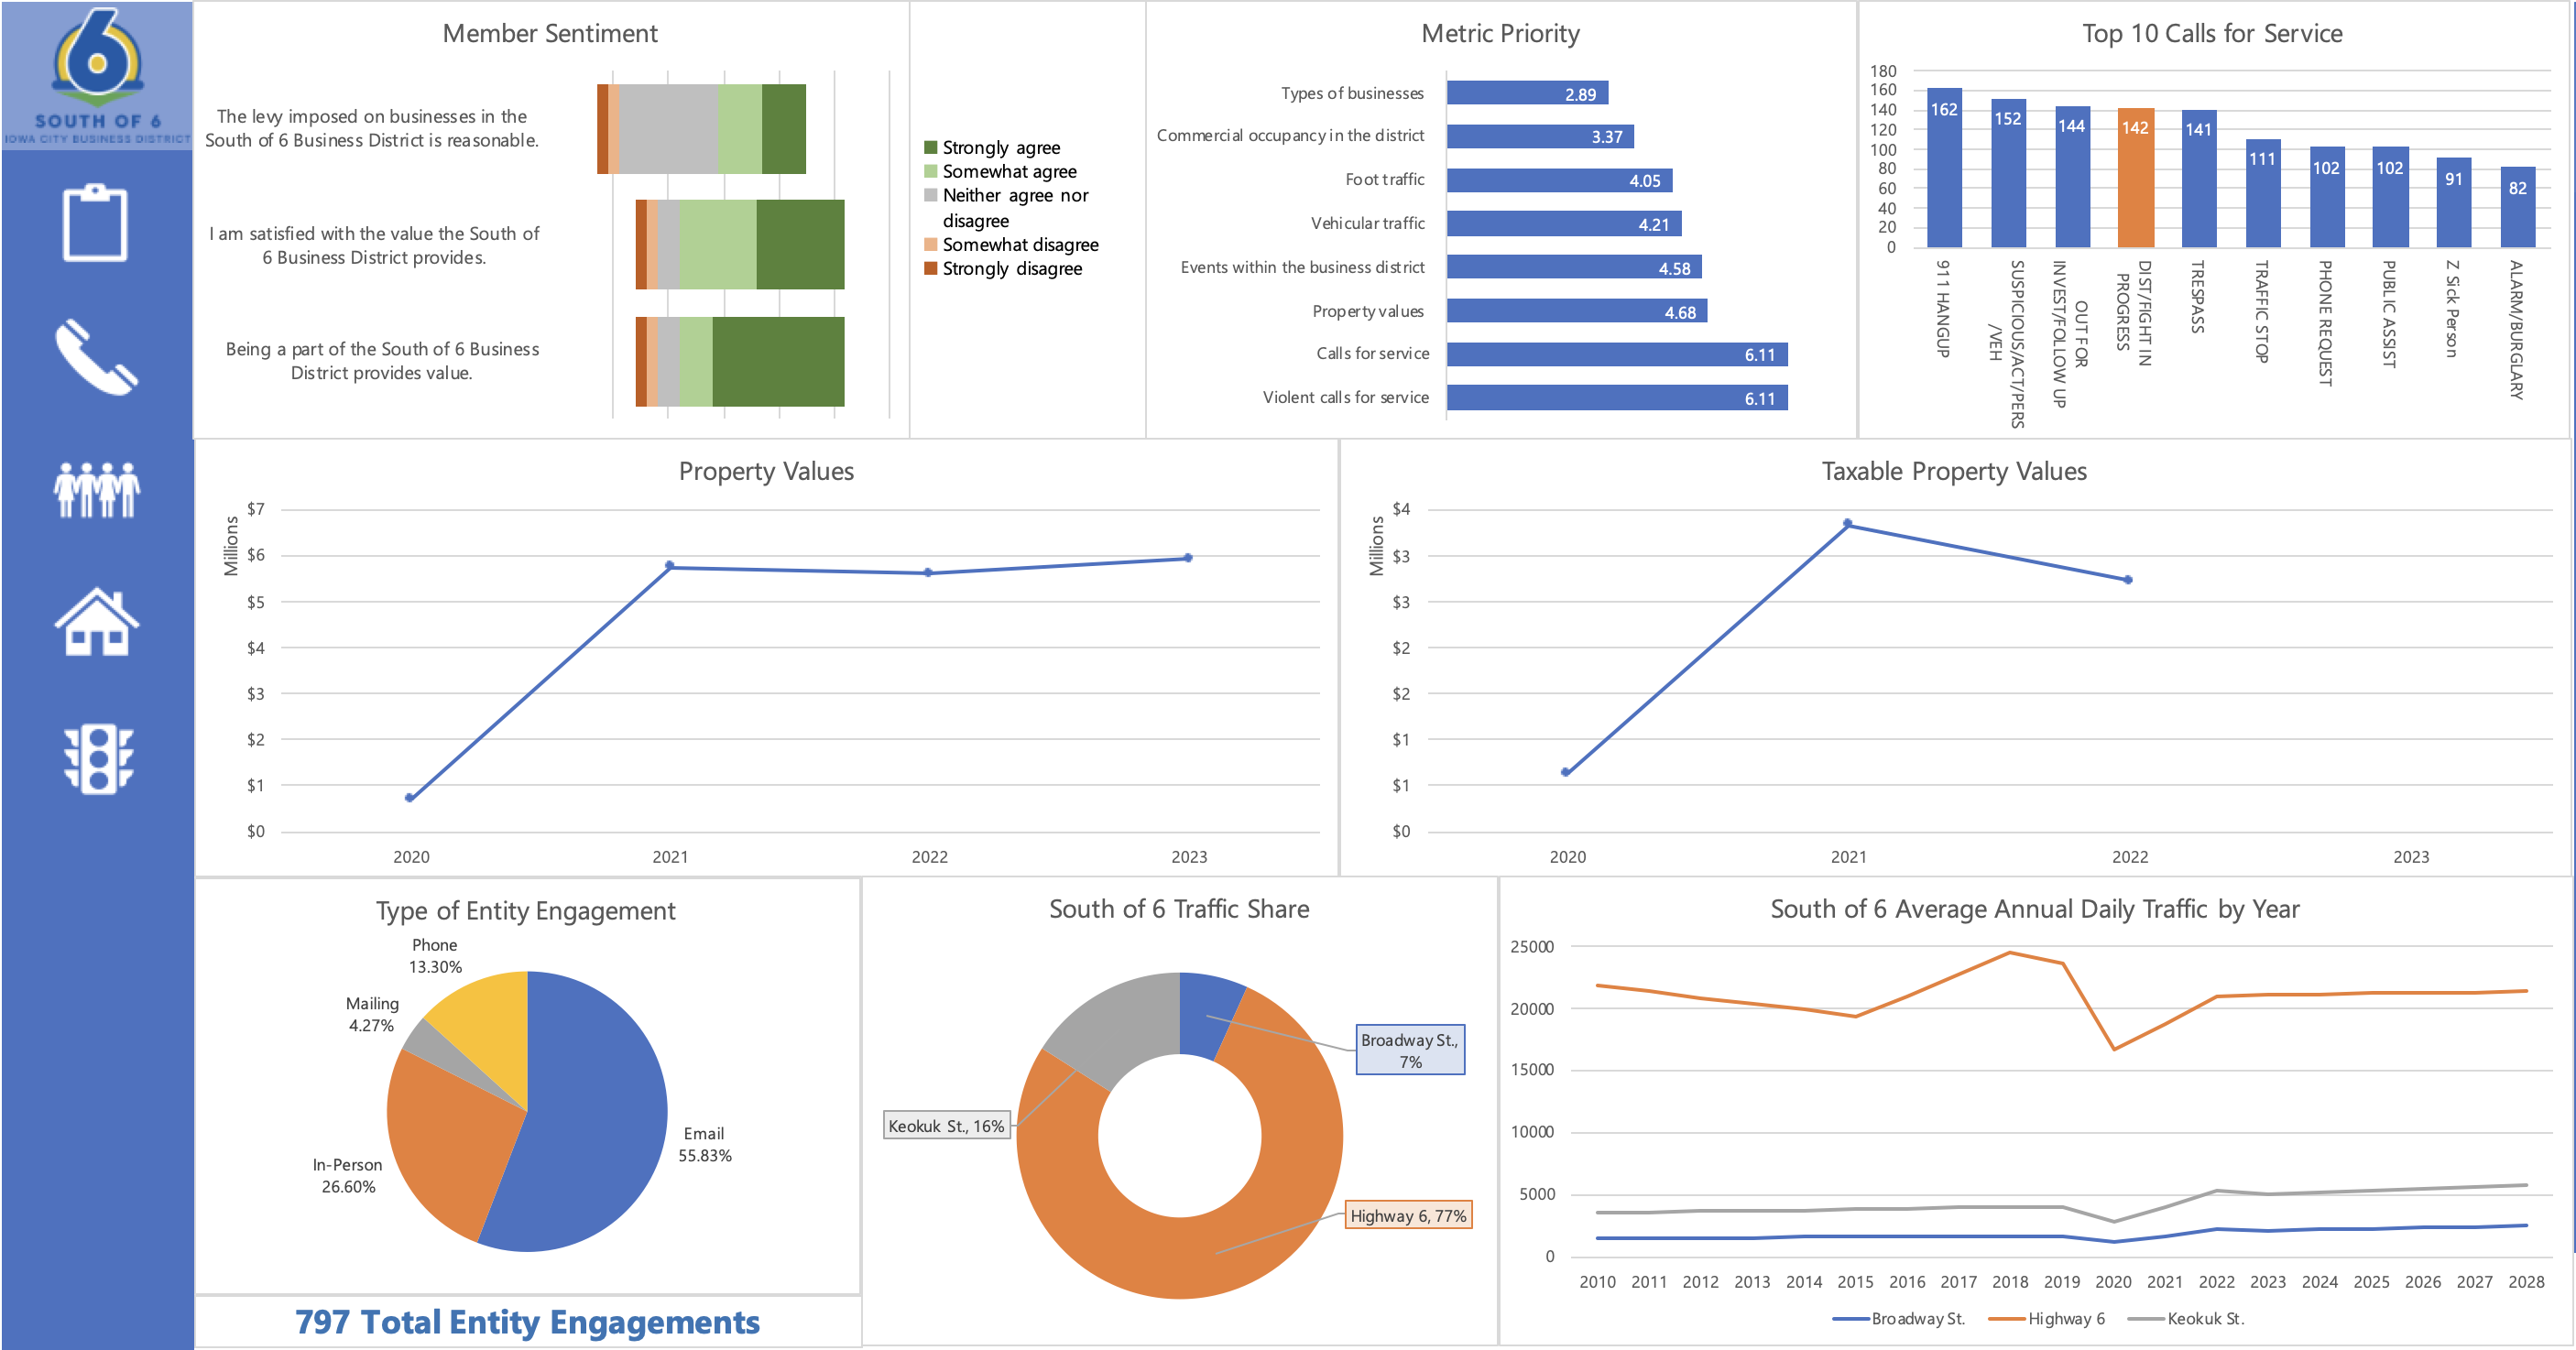 6
SOUTH OF 6
IOWA CITY BUSINESS DISTRICT
Member Sentiment
The levy imposed on businesses in the
South of 6 Business District is reasonable.
I am satisfied with the value the South of
6 Business District provides.
Being a part of the South of 6 Business
District provides value.
Strongly agree
Somewhat agree
Neither agree nor
disagree
Somewhat disagree
Strongly disagree
Metric Priority
Types of businesses
2.89
Commercial occupancy in the district
3.37
Foot traffic
4.05
Vehicular traffic
4.21
Events within the business district
4.58
Property values
4.68
Calls for service
6.11
Violent calls for service
6.11
Top 10 Calls for Service
180
160
140
120
100
80
60
40
20
0
162
152
144
142
141
111
102
102
91
82
911 HANGUP
SUSPICIOUS/ACT/PERS
/VEH
OUT FOR
INVEST/FOLLOW UP
DIST/FIGHT IN
PROGRESS
TRESPASS
TRAFFIC STOP
PHONE REQUEST
PUBLIC ASSIST
Z Sick Person
ALARM/BURGLARY
Property Values
Millions
$7
$6
$5
$4
$3
$2
$1
$0
2020
2021
2022
2023
Taxable Property Values
Millions
$4
$3
$3
$2
$2
$1
$1
$0
2020
2021
2022
2023
Type of Entity Engagement
Phone
13.30%
Mailing
4.27%
Email
55.83%
In-Person
26.60%
797 Total Entity Engagements
South of 6 Traffic Share
Broadway St.,
7%
Keokuk St., 16%
Highway 6, 77%
South of 6 Average Annual Daily Traffic by Year
25000
20000
15000
10000
5000
0
2010
2011
2012
2013
2014
2015
2016
2017
2018
2019
2020
2021
2022
2023
2024
2025
2026
2027
2028
Broadway St.
Highway 6
Keokuk St.